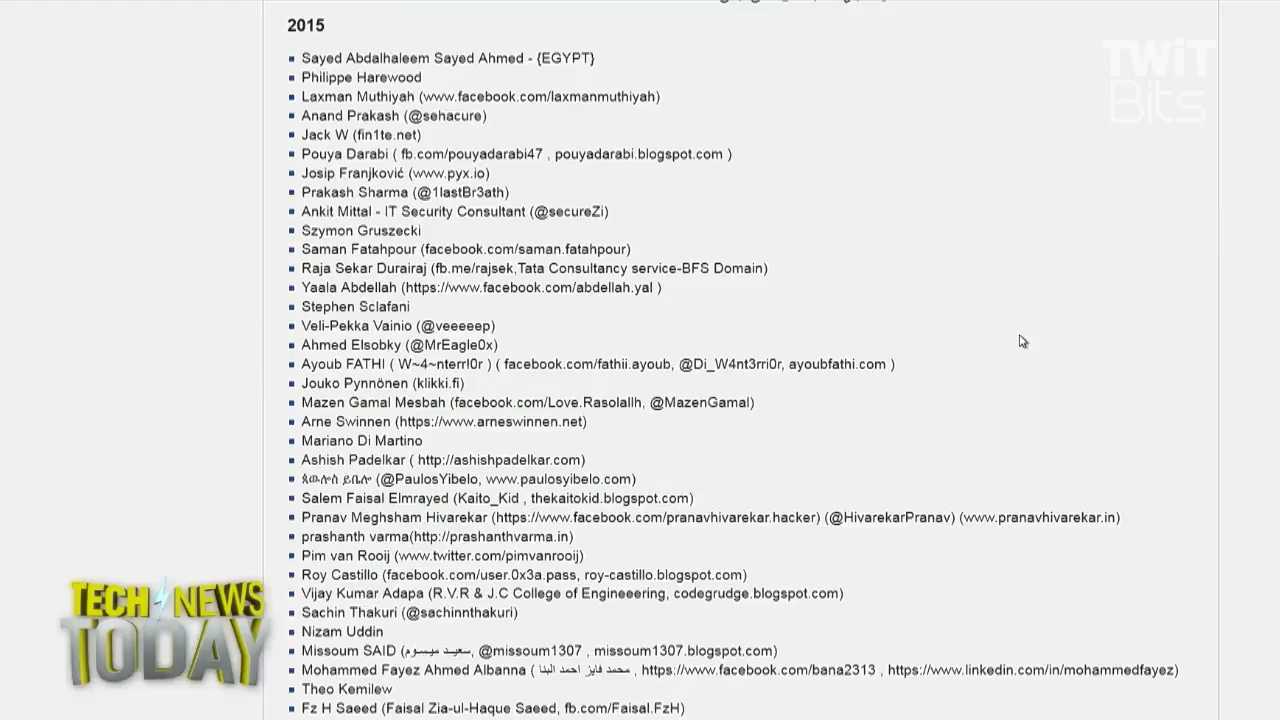 2015
Sayed Abdalhaleem Sayed Ahmed - {EGYPT}
Philippe Harewood
Laxman Muthiyah (www.facebook.com/laxmanmuthiyah)
Anand Prakash (@sehacure)
Jack W (fin1te.net)
Pouya Darabi ( fb.com/pouyadarabi47 , pouyadarabi.blogspot.com )
Josip Franjković (www.pyx.io)
Prakash Sharma (@1lastBr3ath)
Ankit Mittal - IT Security Consultant (@secureZi)
Szymon Gruszecki
Saman Fatahpour (facebook.com/saman.fatahpour)
Raja Sekar Durairaj (fb.me/rajsek,Tata Consultancy service-BFS Domain)
Yaala Abdellah (https://www.facebook.com/abdellah.yal )
Stephen Sclafani
Veli-Pekka Vainio (@veeeeep)
Ahmed Elsobky (@MrEagle0x)
Ayoub FATHI ( W~4~nterrI0r ) ( facebook.com/fathii.ayoub, @Di_W4nt3rri0r, ayoubfathi.com )
Jouko Pynnönen (klikki.fi)
Mazen Gamal Mesbah (facebook.com/Love.Rasolallh, @MazenGamal)
Arne Swinnen (https://www.arneswinnen.net)
Mariano Di Martino
Ashish Padelkar ( http://ashishpadelkar.com)
ጳዉሎስ ይቤሎ (@PaulosYibelo, www.paulosyibelo.com)
Salem Faisal Elmrayed (Kaito_Kid , thekaitokid.blogspot.com)
Pranav Meghsham Hivarekar (https://www.facebook.com/pranavhivarekar.hacker) (@HivarekarPranav) (www.pranavhivarekar.in)
prashanth varma(http://prashanthvarma.in)
Pim van Rooij (www.twitter.com/pimvanrooij)
Roy Castillo (facebook.com/user.0x3a.pass, roy-castillo.blogspot.com)
Vijay Kumar Adapa (R.V.R & J.C College of Engineeering, codegrudge.blogspot.com)
Sachin Thakuri (@sachinnthakuri)
Nizam Uddin
Missoum SAID (سعيـد ميـسـوم, @missoum1307 , missoum1307.blogspot.com)
Mohammed Fayez Ahmed Albanna ( محمد فايز احمد البنا , https://www.facebook.com/bana2313 , https://www.linkedin.com/in/mohammedfayez)
Theo Kemilew
Fz H Saeed (Faisal Zia-ul-Haque Saeed, fb.com/Faisal.FzH)
TWiT
Bits
TECH NEWS
TODAY